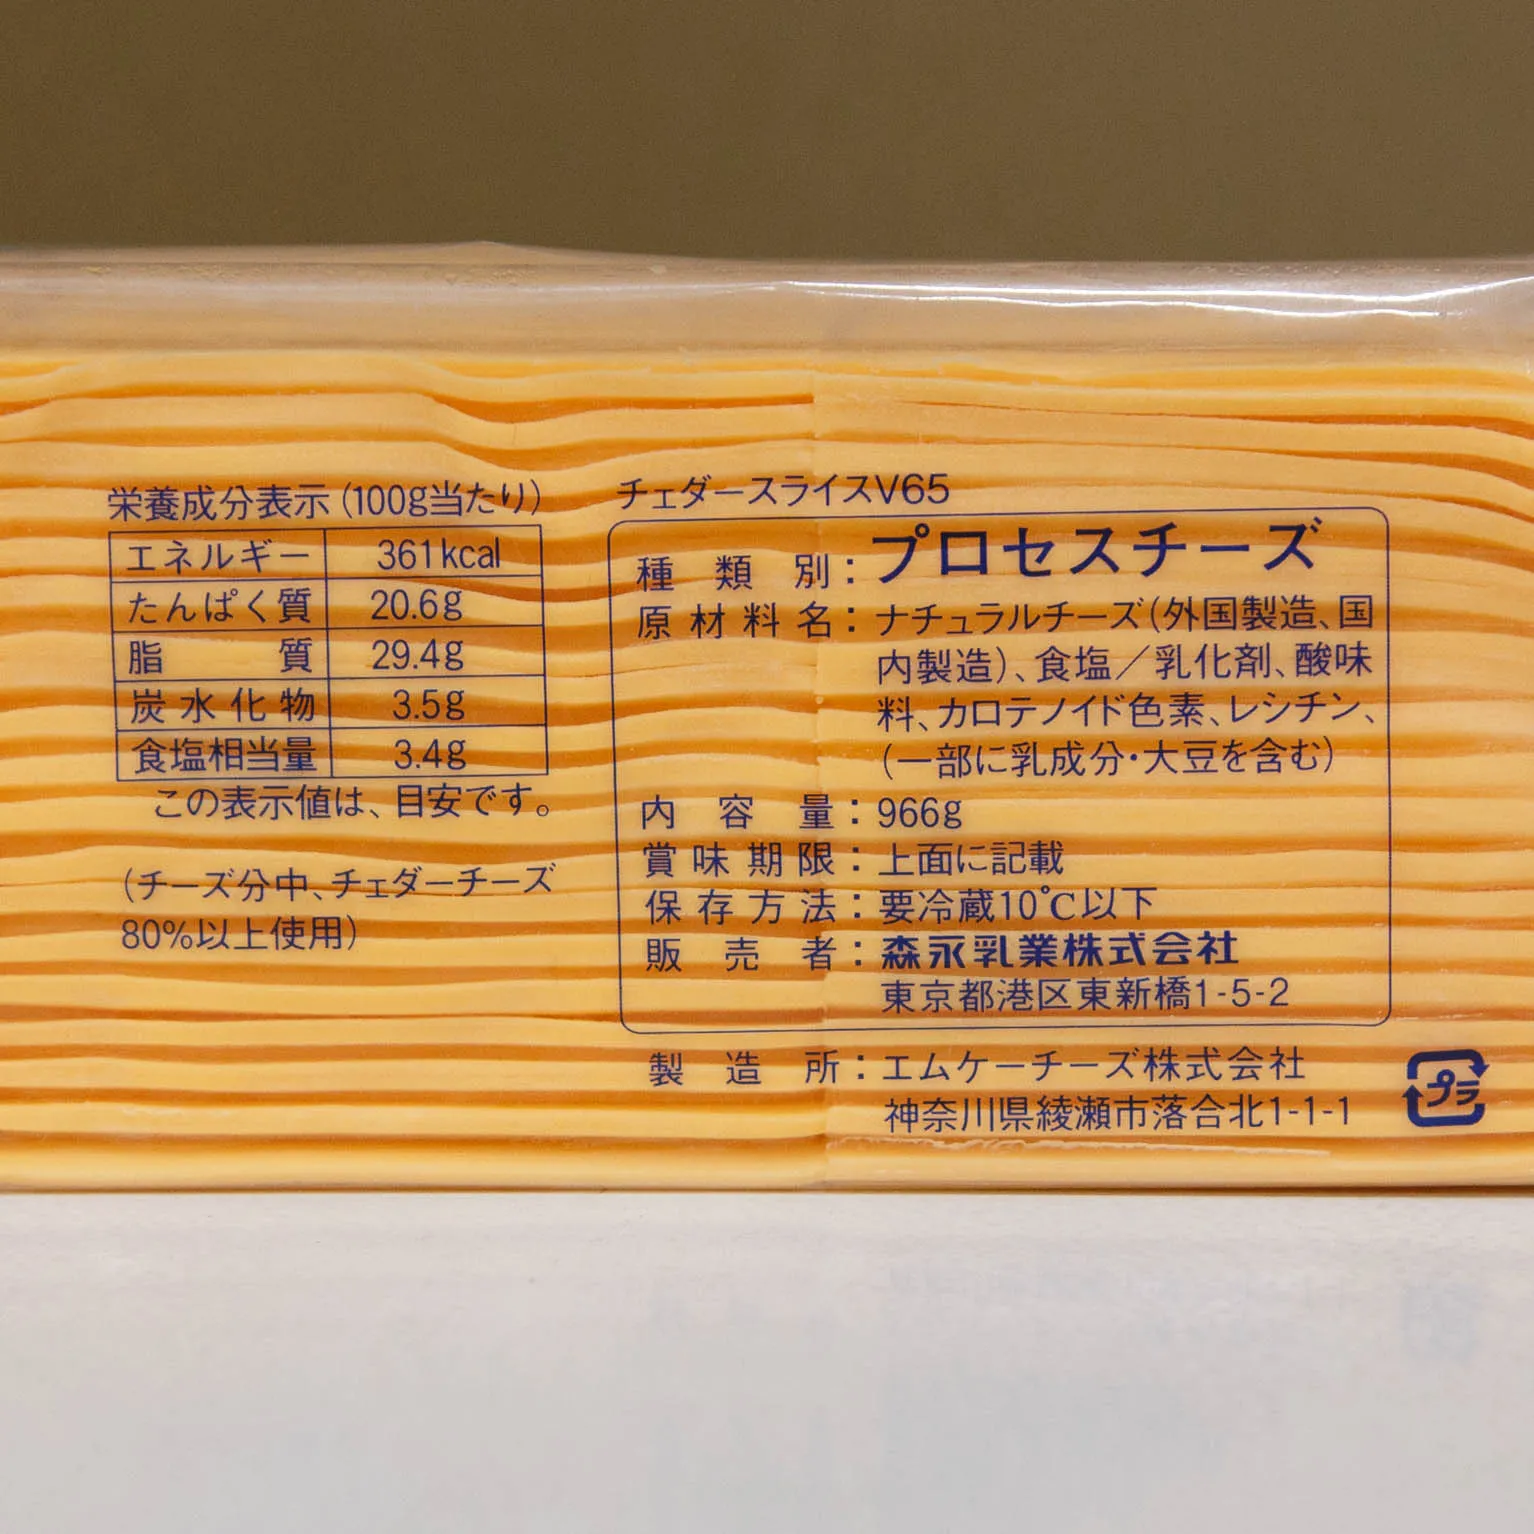 栄養成分表示(100g当たり)
エネルギー 361kcal
たんぱく質 20.6g
脂質 29.4g
炭水化物 3.5g
食塩相当量 3.4g
この表示値は、目安です。
(チーズ分中、チェダーチーズ
80%以上使用)
チェダースライスV65
種類別:プロセスチーズ
原材料名:ナチュラルチーズ(外国製造、国
内製造)、食塩/乳化剤、酸味
料、カロテノイド色素、レシチン、
(一部に乳成分・大豆を含む)
内容量:966g
賞味期限:上面に記載
保存方法:要冷蔵10℃以下
販売者:森永乳業株式会社
東京都港区東新橋1-5-2
製造所:エムケーチーズ株式会社
神奈川県綾瀬市落合北1-1-1
プラ